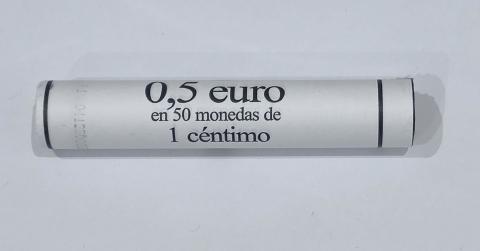 0,5 euro
en 50 monedas de
1 céntimo